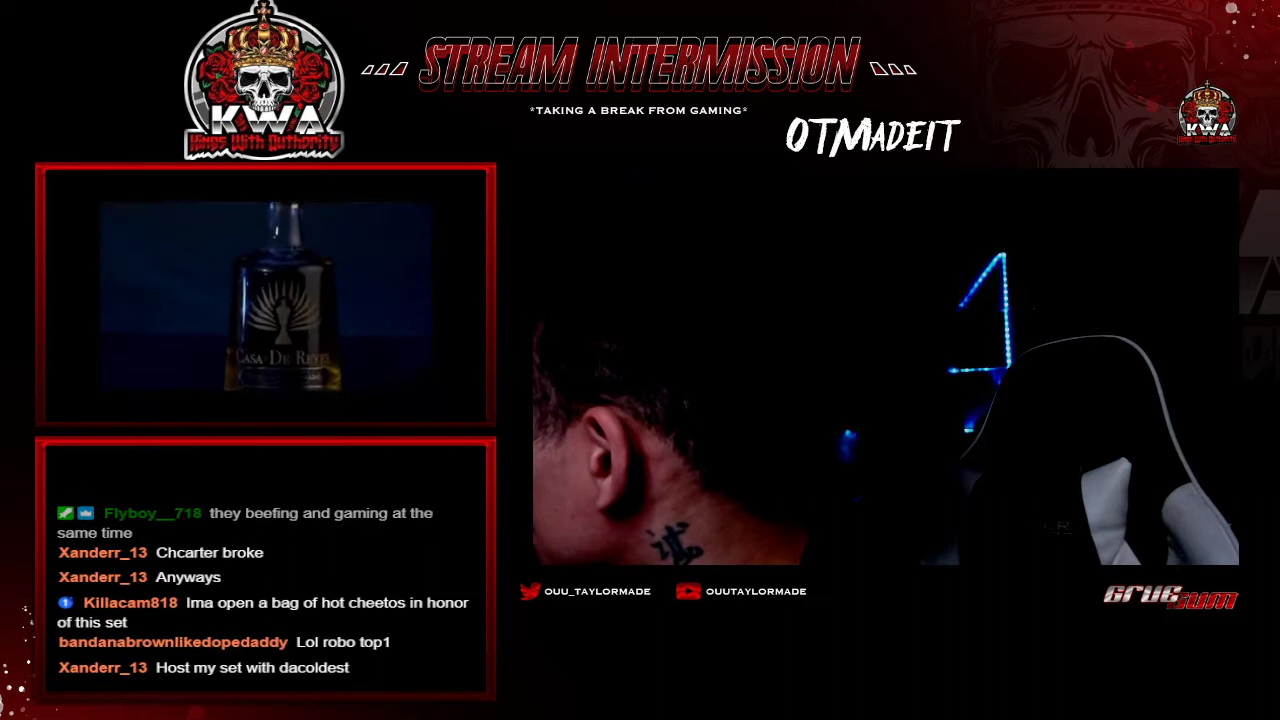 STREAM INTERMISSION
*TAKING A BREAK FROM GAMING*
OTMADEIT
KWA
Kings With Authority
KWA
CASA DE REYES
Flyboy__718 they beefing and gaming at the
same time
Xanderr_13 Chcarter broke
Xanderr_13 Anyways
1 Killacam818 Ima open a bag of hot cheetos in honor
of this set
bandanabrownlikedopedaddy Lol robo top1
Xanderr_13 Host my set with dacoldest
OUU_TAYLORMADE
OUUTAYLORMADE